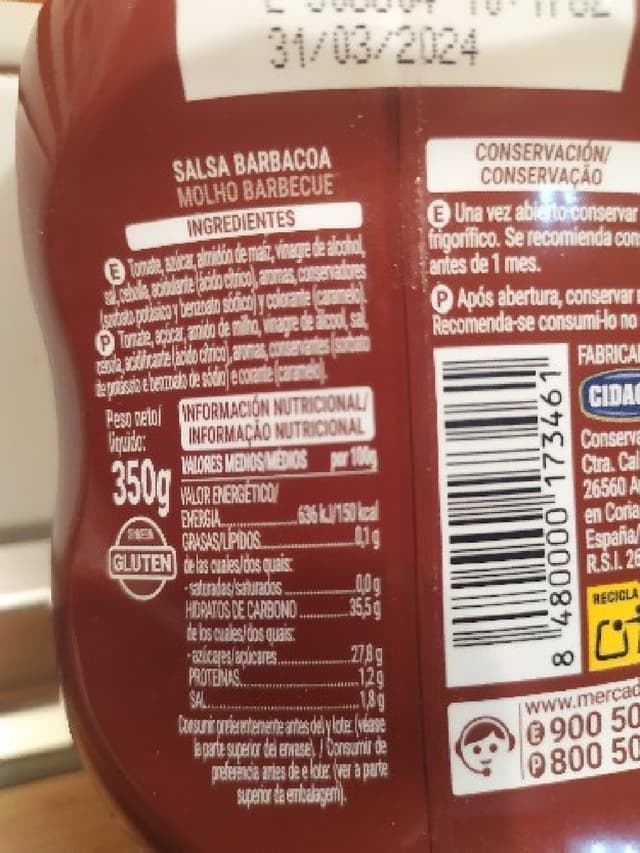 31/03/2024
SALSA BARBACOA
MOLHO BARBECUE
INGREDIENTES
E Tomate, azúcar, almidón de maíz, vinagre de alcohol,
sal, cebolla, acidulante (ácido cítrico), aromas, conservadores
(sorbato potásico y benzoato sódico) y colorante (caramelo).
P Tomate, açúcar, amido de milho, vinagre de álcool, sal,
cebola, acidificante (ácido cítrico), aromas, conservantes (sorbato
de potássio e benzoato de sódio) e corante (caramelo).
Peso neto/
líquido:
350g
GLUTEN
INFORMACIÓN NUTRICIONAL/
INFORMAÇÃO NUTRICIONAL
VALORES MEDIOS/MÉDIOS por 100g
VALOR ENERGÉTICO/
ENERGIA 636 kJ/150 kcal
GRASAS/LÍPIDOS 0,1 g
de las cuales/dos quais:
- saturadas/saturados 0,0 g
HIDRATOS DE CARBONO 35,5 g
de los cuales/dos quais:
- azúcares/açúcares 27,8 g
PROTEÍNAS 1,2 g
SAL 1,8 g
Consumir preferentemente antes del y lote: (véase
la parte superior del envase). / Consumir de
preferência antes de e lote: (ver a parte
superior da embalagem).
CONSERVACIÓN/
CONSERVAÇÃO
E Una vez abierto conservar
frigorífico. Se recomienda con
antes de 1 mes.
P Após abertura, conservar
Recomenda-se consumi-lo no
8 480000 173461
FABRICA
CIDA
Conserv
Ctra. Cal
26560 A
en Coria
España/
R.S.I. 26
RECICLA
www.mercad
E 900 50
P 800 50